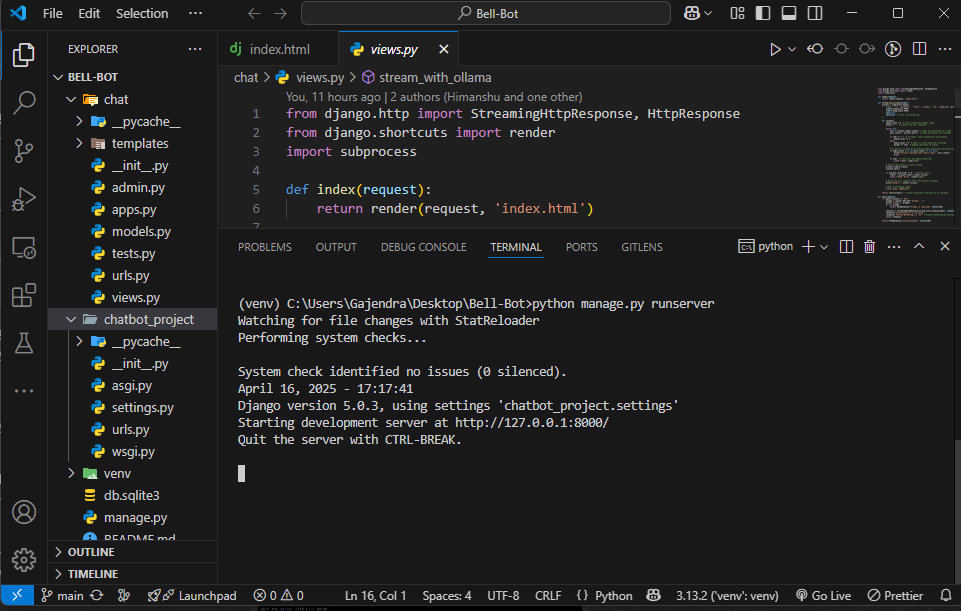 File Edit Selection ··· Bell-Bot
EXPLORER ···
BELL-BOT
chat
__pycache__
templates
__init__.py
admin.py
apps.py
models.py
tests.py
urls.py
views.py
chatbot_project
__pycache__
__init__.py
asgi.py
settings.py
urls.py
wsgi.py
venv
db.sqlite3
manage.py
README.md
OUTLINE
TIMELINE
dj index.html views.py
chat > views.py > stream_with_ollama
You, 11 hours ago | 2 authors (Himanshu and one other)
1 from django.http import StreamingHttpResponse, HttpResponse
2 from django.shortcuts import render
3 import subprocess
4
5 def index(request):
6 return render(request, 'index.html')
7
PROBLEMS OUTPUT DEBUG CONSOLE TERMINAL PORTS GITLENS python
(venv) C:\Users\Gajendra\Desktop\Bell-Bot>python manage.py runserver
Watching for file changes with StatReloader
Performing system checks...
System check identified no issues (0 silenced).
April 16, 2025 - 17:17:41
Django version 5.0.3, using settings 'chatbot_project.settings'
Starting development server at http://127.0.0.1:8000/
Quit the server with CTRL-BREAK.
main Launchpad 0 0 Ln 16, Col 1 Spaces: 4 UTF-8 CRLF { } Python 3.13.2 ('venv': venv) Go Live Prettier